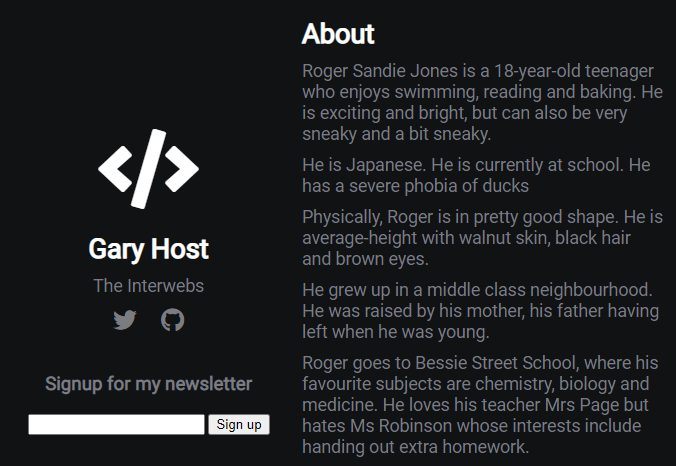 </>
Gary Host
The Interwebs
Signup for my newsletter
Sign up
About
Roger Sandie Jones is a 18-year-old teenager
who enjoys swimming, reading and baking. He
is exciting and bright, but can also be very
sneaky and a bit sneaky.
He is Japanese. He is currently at school. He
has a severe phobia of ducks
Physically, Roger is in pretty good shape. He is
average-height with walnut skin, black hair
and brown eyes.
He grew up in a middle class neighbourhood.
He was raised by his mother, his father having
left when he was young.
Roger goes to Bessie Street School, where his
favourite subjects are chemistry, biology and
medicine. He loves his teacher Mrs Page but
hates Ms Robinson whose interests include
handing out extra homework.